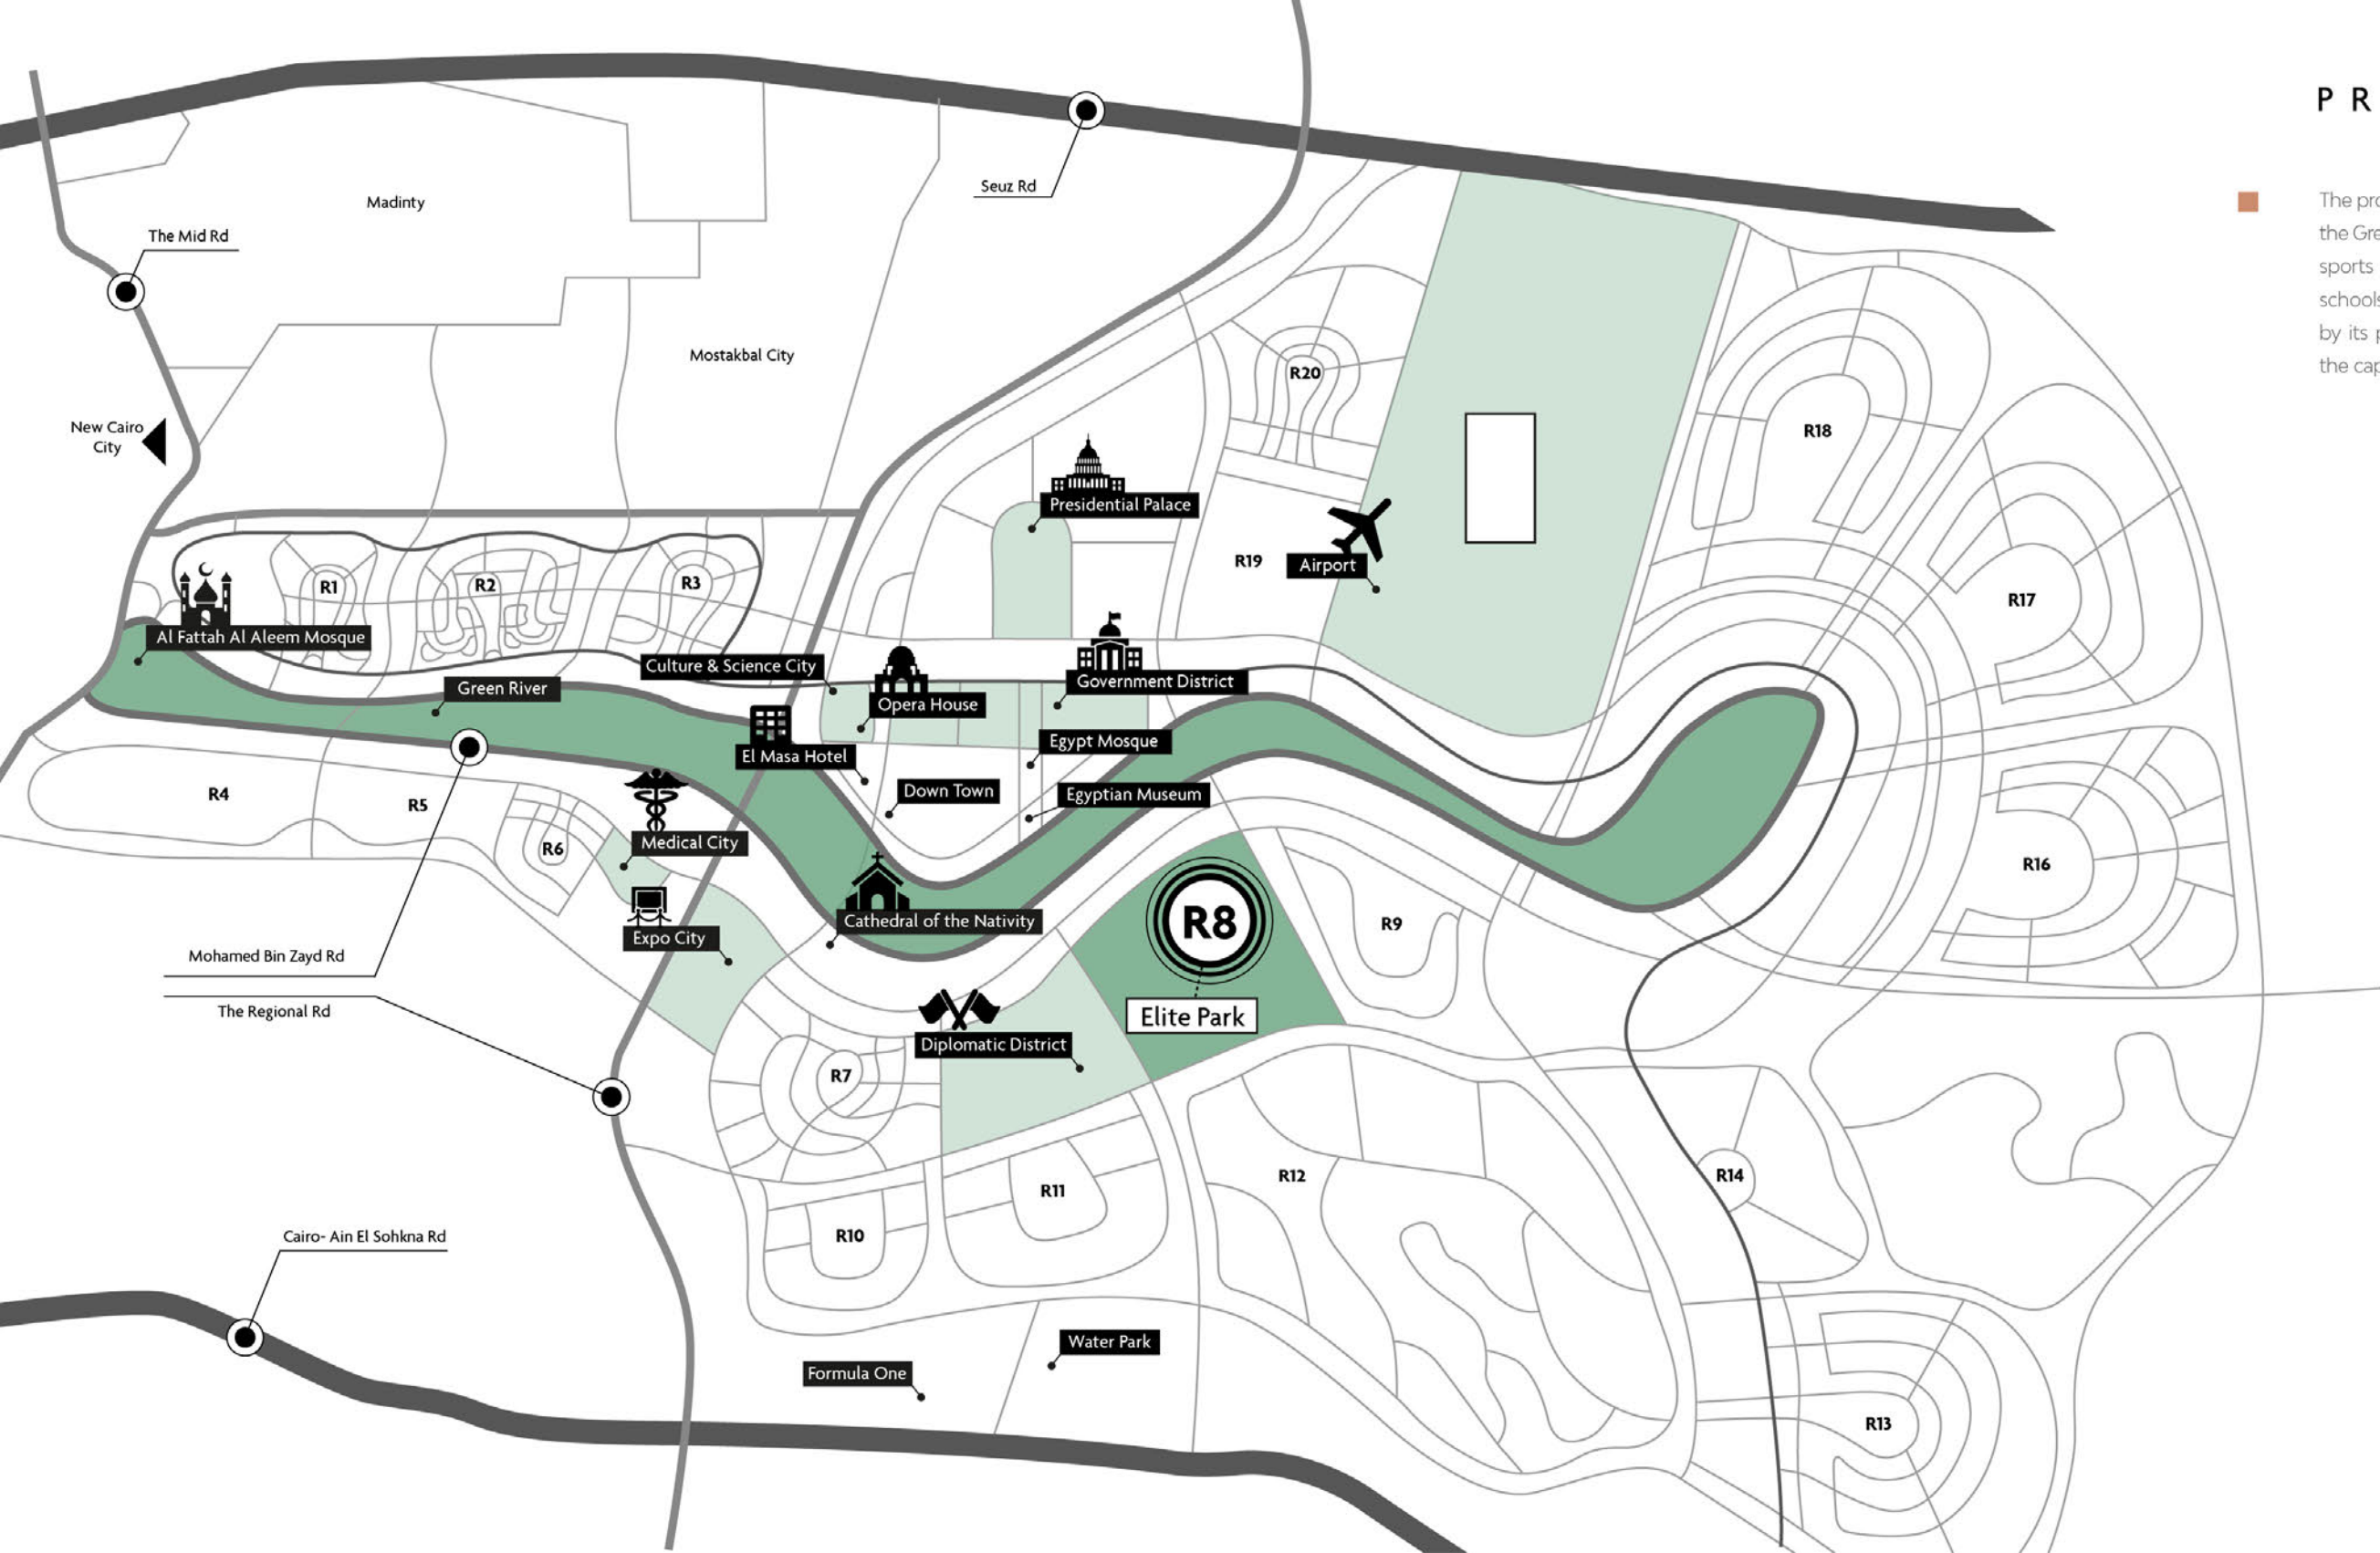 PR
Seuz Rd
Madinty
The pro
The Mid Rd
the Gre
sports
schools
Mostakbal City
by its p
the cap
R20
New Cairo
City
R18
Presidential Palace
R19
Airport
R1
R2
R3
R17
Al Fattah Al Aleem Mosque
Culture & Science City
Government District
Green River
Opera House
Egypt Mosque
El Masa Hotel
Down Town
Egyptian Museum
R4
R5
R6
Medical City
R16
R8
R9
Cathedral of the Nativity
Expo City
Mohamed Bin Zayd Rd
The Regional Rd
Elite Park
Diplomatic District
R7
R12
R14
R11
R10
Cairo- Ain El Sohkna Rd
Water Park
Formula One
R13